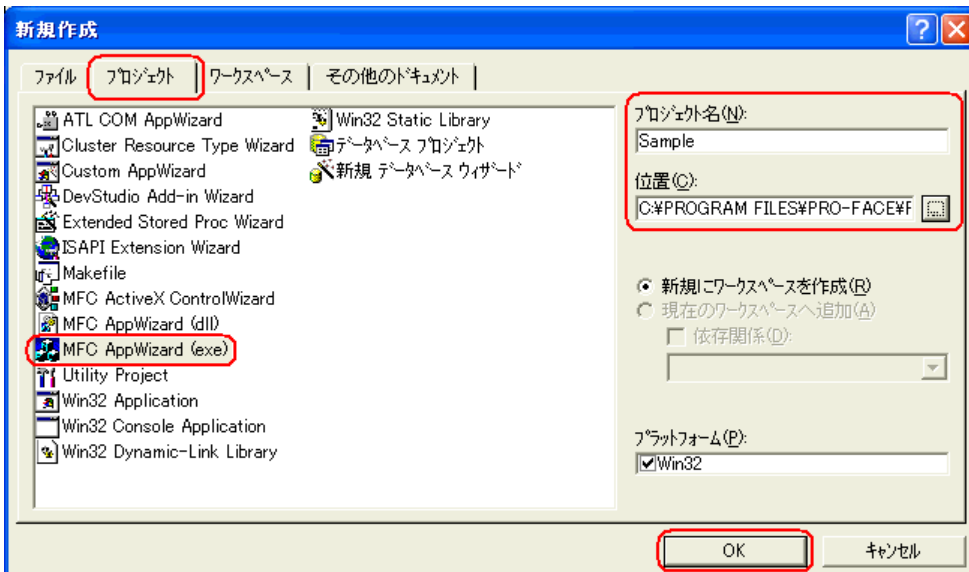 新規作成
ﾌｧｲﾙ ﾌﾟﾛｼﾞｪｸﾄ ﾜｰｸｽﾍﾟｰｽ その他のﾄﾞｷｭﾒﾝﾄ
ATL COM AppWizard
Cluster Resource Type Wizard
Custom AppWizard
DevStudio Add-in Wizard
Extended Stored Proc Wizard
ISAPI Extension Wizard
Makefile
MFC ActiveX ControlWizard
MFC AppWizard (dll)
MFC AppWizard (exe)
Utility Project
Win32 Application
Win32 Console Application
Win32 Dynamic-Link Library
Win32 Static Library
ﾃﾞｰﾀﾍﾞｰｽ ﾌﾟﾛｼﾞｪｸﾄ
新規 ﾃﾞｰﾀﾍﾞｰｽ ｳｨｻﾞｰﾄﾞ
ﾌﾟﾛｼﾞｪｸﾄ名(N):
Sample
位置(C):
C:¥PROGRAM FILES¥PRO-FACE¥F
...
新規にﾜｰｸｽﾍﾟｰｽを作成(R)
現在のﾜｰｸｽﾍﾟｰｽへ追加(A)
依存関係(D):
ﾌﾟﾗｯﾄﾌｫｰﾑ(P):
Win32
OK
ｷｬﾝｾﾙ